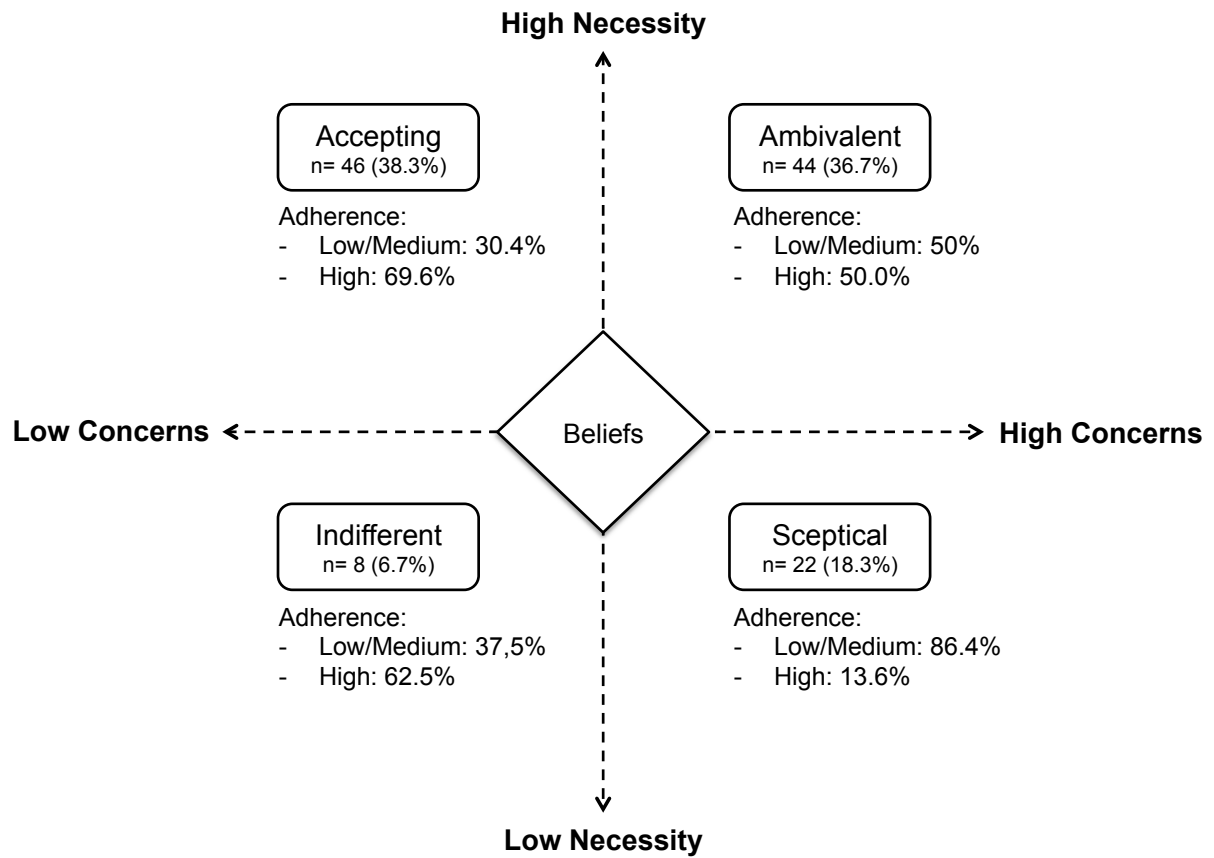 High Necessity
Accepting
n= 46 (38.3%)
Adherence:
- Low/Medium: 30.4%
- High: 69.6%
Ambivalent
n= 44 (36.7%)
Adherence:
- Low/Medium: 50%
- High: 50.0%
Low Concerns
Beliefs
High Concerns
Indifferent
n= 8 (6.7%)
Adherence:
- Low/Medium: 37,5%
- High: 62.5%
Sceptical
n= 22 (18.3%)
Adherence:
- Low/Medium: 86.4%
- High: 13.6%
Low Necessity